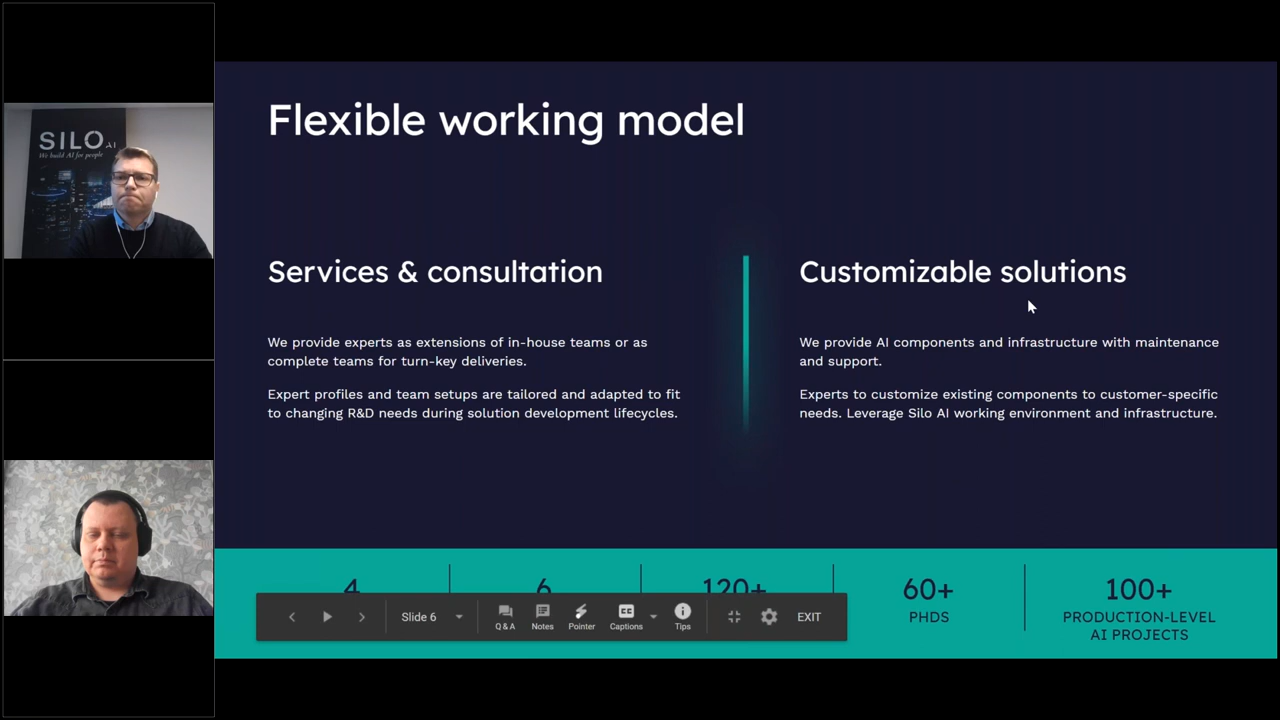 SILO AI
We build AI for people
Flexible working model
Services & consultation
We provide experts as extensions of in-house teams or as
complete teams for turn-key deliveries.
Expert profiles and team setups are tailored and adapted to fit
to changing R&D needs during solution development lifecycles.
Customizable solutions
We provide AI components and infrastructure with maintenance
and support.
Experts to customize existing components to customer-specific
needs. Leverage Silo AI working environment and infrastructure.
4
6
120+
60+
PHDS
100+
PRODUCTION-LEVEL
AI PROJECTS
Slide 6
Q & A
Notes
Pointer
CC
Captions
Tips
EXIT